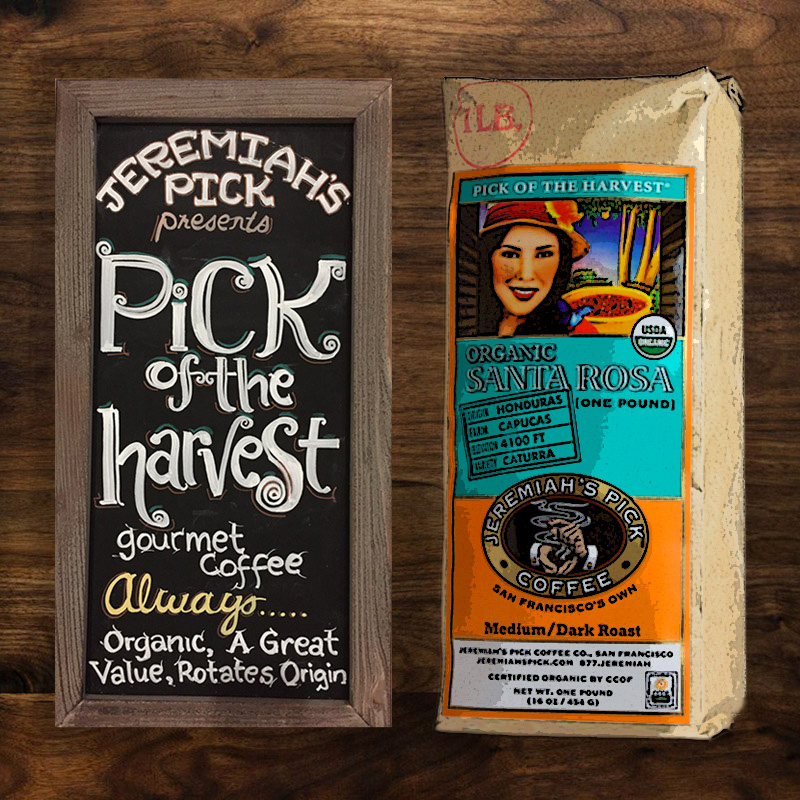 JEREMIAH'S
PICK
presents
PiCK
of the
harvest
gourmet
Coffee
Always.....
Organic, A Great
Value, Rotates Origin
1LB.
PICK OF THE HARVEST®
USDA
ORGANIC
ORGANIC
SANTA ROSA
(ONE POUND)
ORIGIN HONDURAS
FARM CAPUCAS
ELEVATION 4100 FT
VARIETY CATURRA
JEREMIAH'S PICK
COFFEE
SAN FRANCISCO'S OWN
Medium/Dark Roast
JEREMIAH'S PICK COFFEE CO., SAN FRANCISCO
JEREMIAHSPICK.COM 877.JEREMIAH
CERTIFIED ORGANIC BY CCOF
NET WT. ONE POUND
(16 OZ / 454 G)